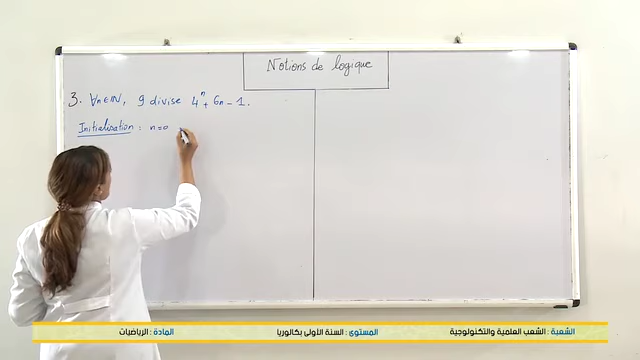 Notions de logique
3. ∀n∈ℕ, 9 divise 4ⁿ + 6n - 1.
Initialisation : n=0
الشعبة : الشعب العلمية والتكنولوجية
المستوى : السنة الأولى بكالوريا
المادة : الرياضيات